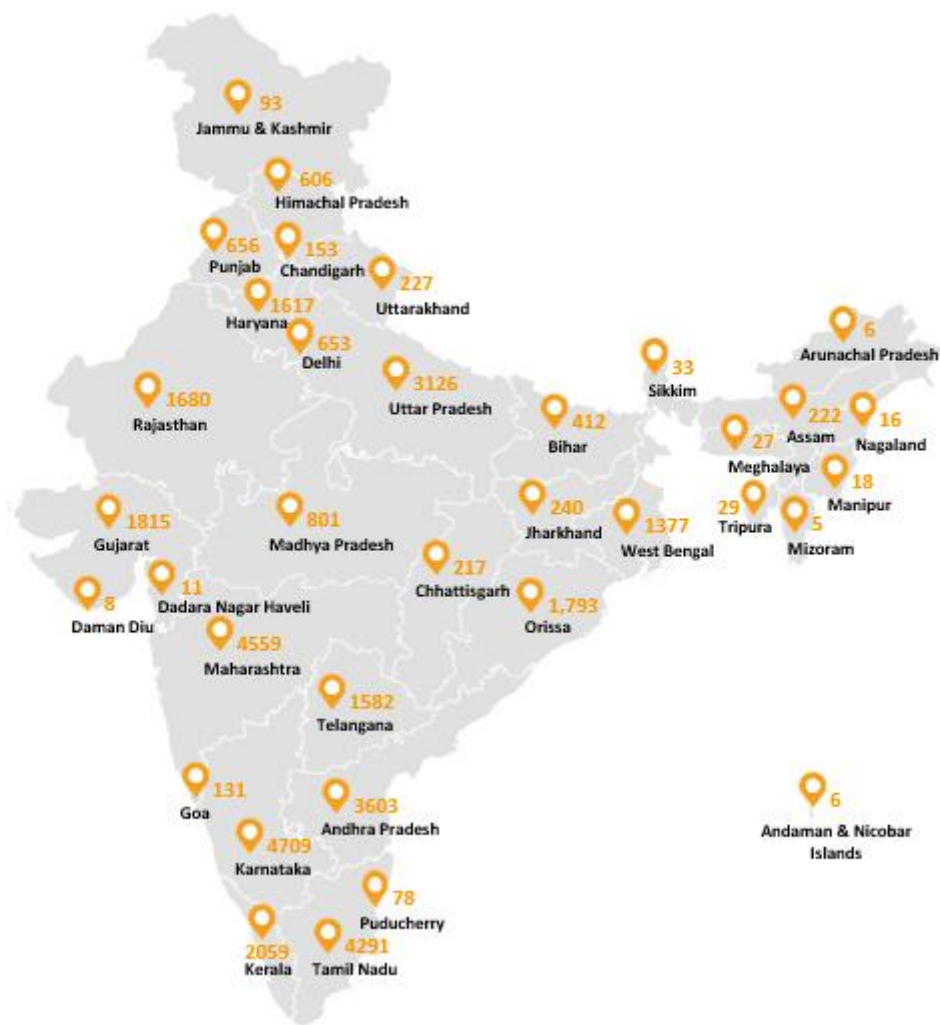 93
Jammu & Kashmir
606
Himachal Pradesh
656
Punjab
153
Chandigarh
227
Uttarakhand
1617
Haryana
653
Delhi
6
Arunachal Pradesh
1680
Rajasthan
3126
Uttar Pradesh
33
Sikkim
412
Bihar
222
Assam
16
Nagaland
27
Meghalaya
18
Manipur
1815
Gujarat
801
Madhya Pradesh
240
Jharkhand
1377
West Bengal
29
Tripura
5
Mizoram
217
Chhattisgarh
8
Daman Diu
11
Dadara Nagar Haveli
1,793
Orissa
4559
Maharashtra
1582
Telangana
131
Goa
3603
Andhra Pradesh
6
Andaman & Nicobar
Islands
4709
Karnataka
78
Puducherry
2059
Kerala
4291
Tamil Nadu